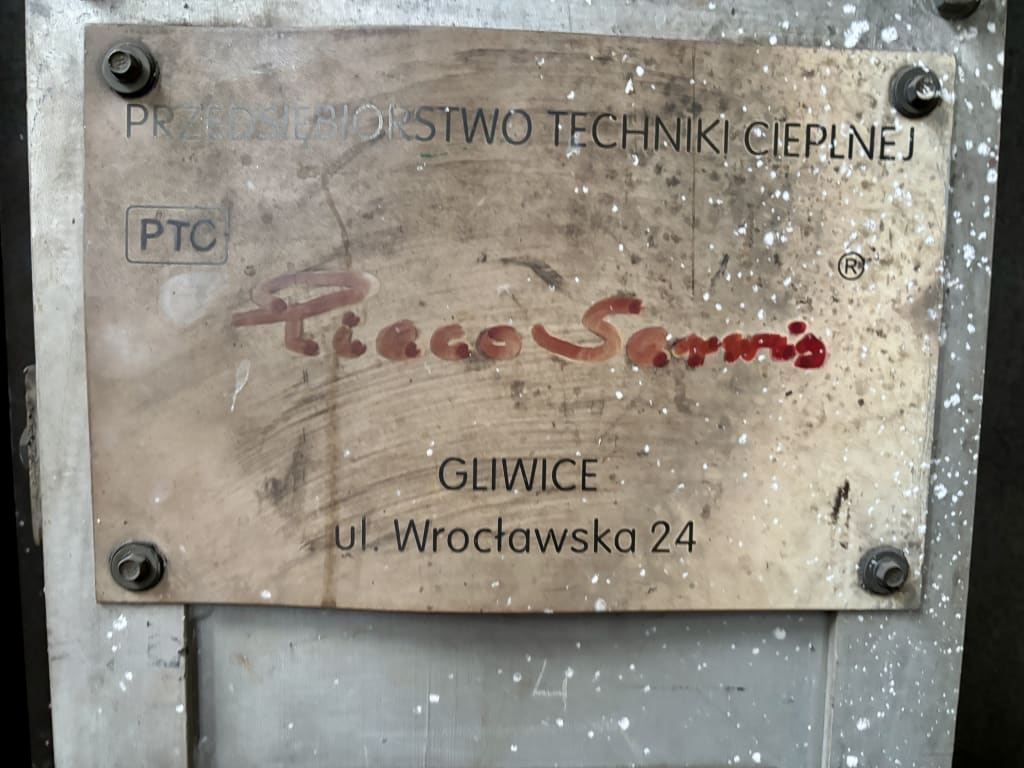 PRZEDSIĘBIORSTWO TECHNIKI CIEPLNEJ
PTC
®
Pieco Serwis
GLIWICE
ul. Wrocławska 24